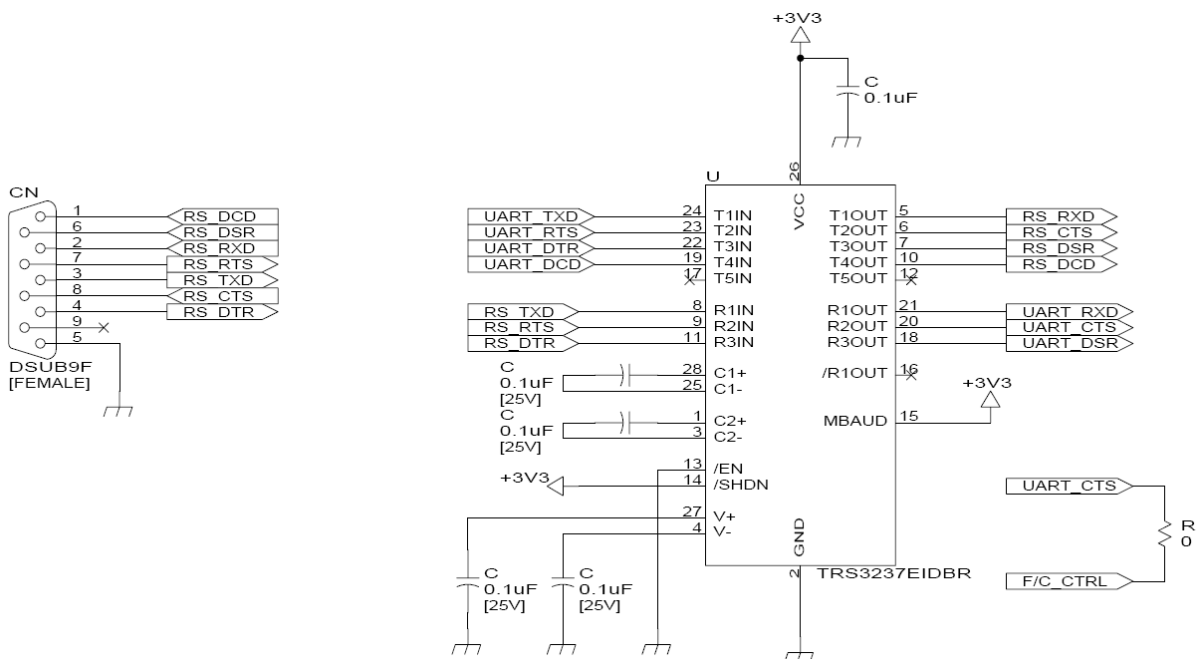 +3V3
C
0.1uF
CN
1 RS_DCD
6 RS_DSR
2 RS_RXD
7 RS_RTS
3 RS_TXD
8 RS_CTS
4 RS_DTR
9
5
DSUB9F
[FEMALE]
U
26
VCC
UART_TXD 24 T1IN
UART_RTS 23 T2IN
UART_DTR 22 T3IN
UART_DCD 19 T4IN
17 T5IN
RS_TXD 8 R1IN
RS_RTS 9 R2IN
RS_DTR 11 R3IN
C
0.1uF
[25V]
28 C1+
25 C1-
C
0.1uF
[25V]
1 C2+
3 C2-
13 /EN
+3V3 14 /SHDN
27 V+
4 V-
C
0.1uF
[25V]
C
0.1uF
[25V]
T1OUT 5 RS_RXD
T2OUT 6 RS_CTS
T3OUT 7 RS_DSR
T4OUT 10 RS_DCD
T5OUT 12
R1OUT 21 UART_RXD
R2OUT 20 UART_CTS
R3OUT 18 UART_DSR
/R1OUT 16
+3V3
MBAUD 15
GND
2
TRS3237EIDBR
UART_CTS
R
0
F/C_CTRL